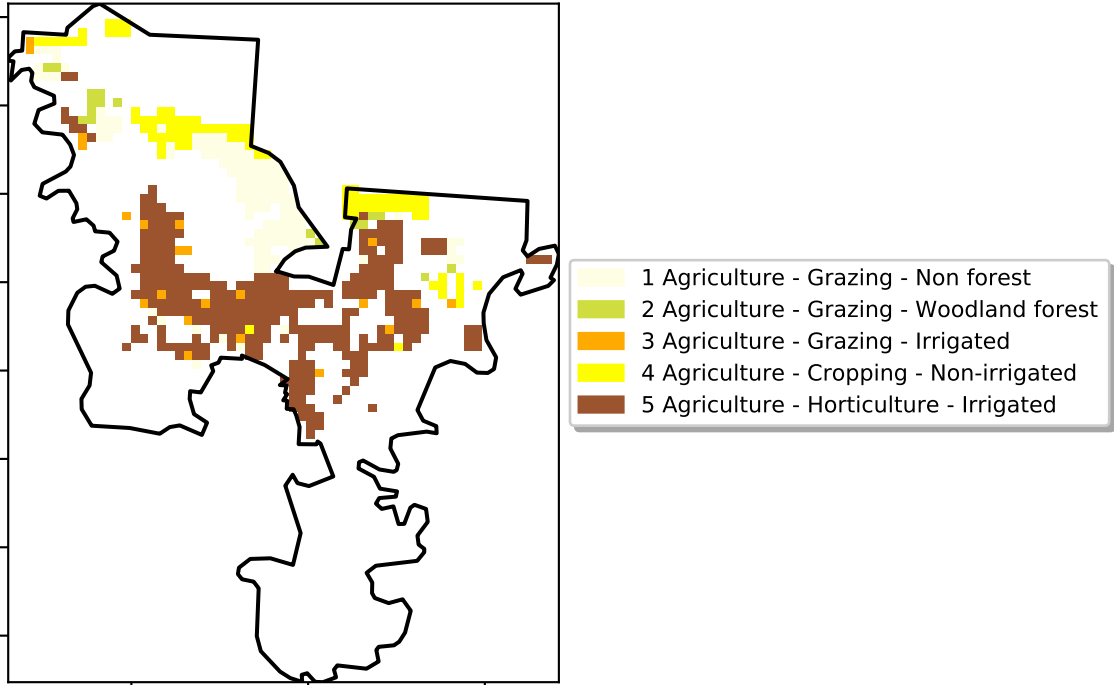 1 Agriculture - Grazing - Non forest
2 Agriculture - Grazing - Woodland forest
3 Agriculture - Grazing - Irrigated
4 Agriculture - Cropping - Non-irrigated
5 Agriculture - Horticulture - Irrigated